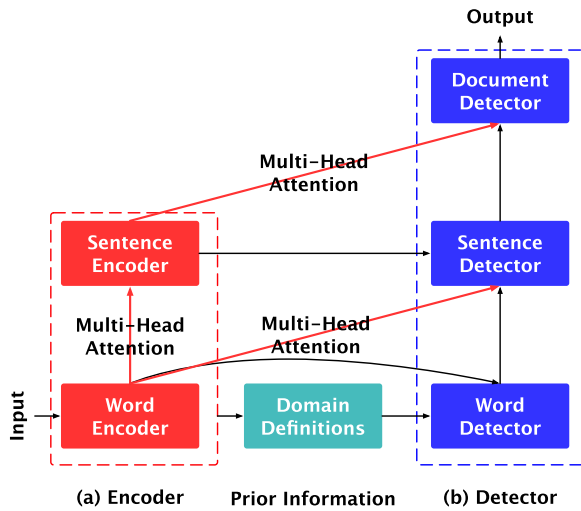 Output
Document
Detector
Multi-Head
Attention
Sentence
Encoder
Sentence
Detector
Multi-Head
Attention
Multi-Head
Attention
Input
Word
Encoder
Domain
Definitions
Word
Detector
(a) Encoder
Prior Information
(b) Detector